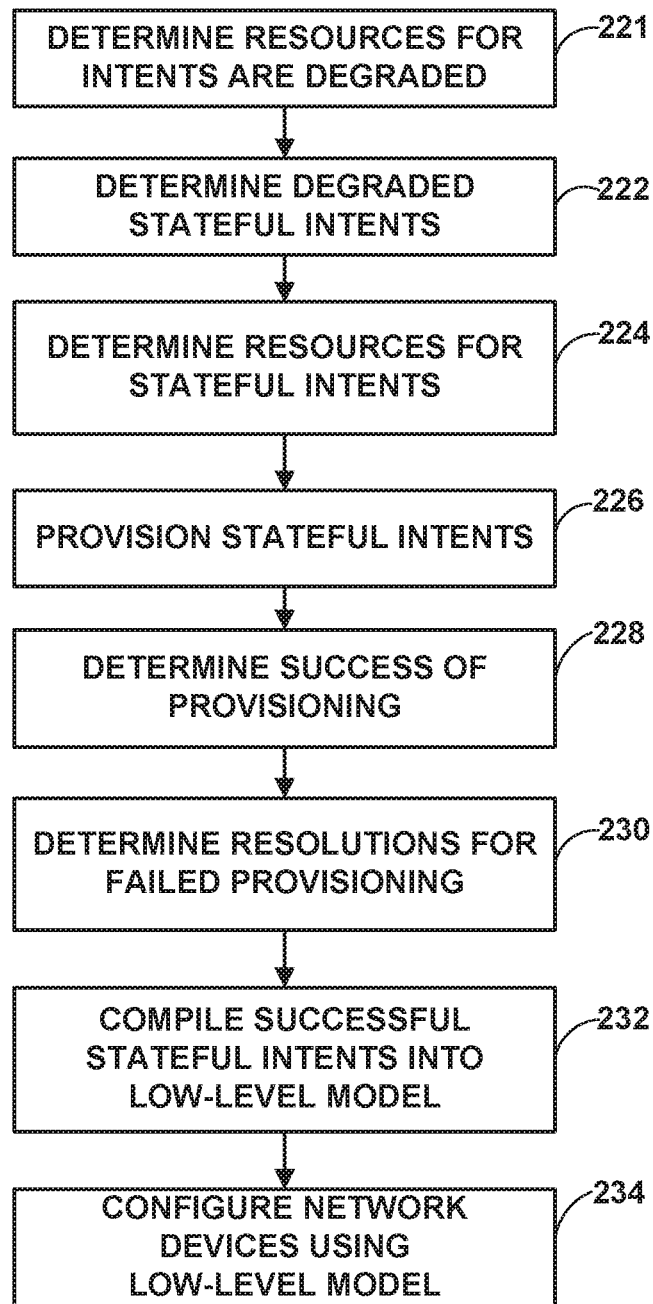 DETERMINE RESOURCES FOR
INTENTS ARE DEGRADED
221
DETERMINE DEGRADED
STATEFUL INTENTS
222
DETERMINE RESOURCES FOR
STATEFUL INTENTS
224
PROVISION STATEFUL INTENTS
226
DETERMINE SUCCESS OF
PROVISIONING
228
DETERMINE RESOLUTIONS FOR
FAILED PROVISIONING
230
COMPILE SUCCESSFUL
STATEFUL INTENTS INTO
LOW-LEVEL MODEL
232
CONFIGURE NETWORK
DEVICES USING
LOW-LEVEL MODEL
234